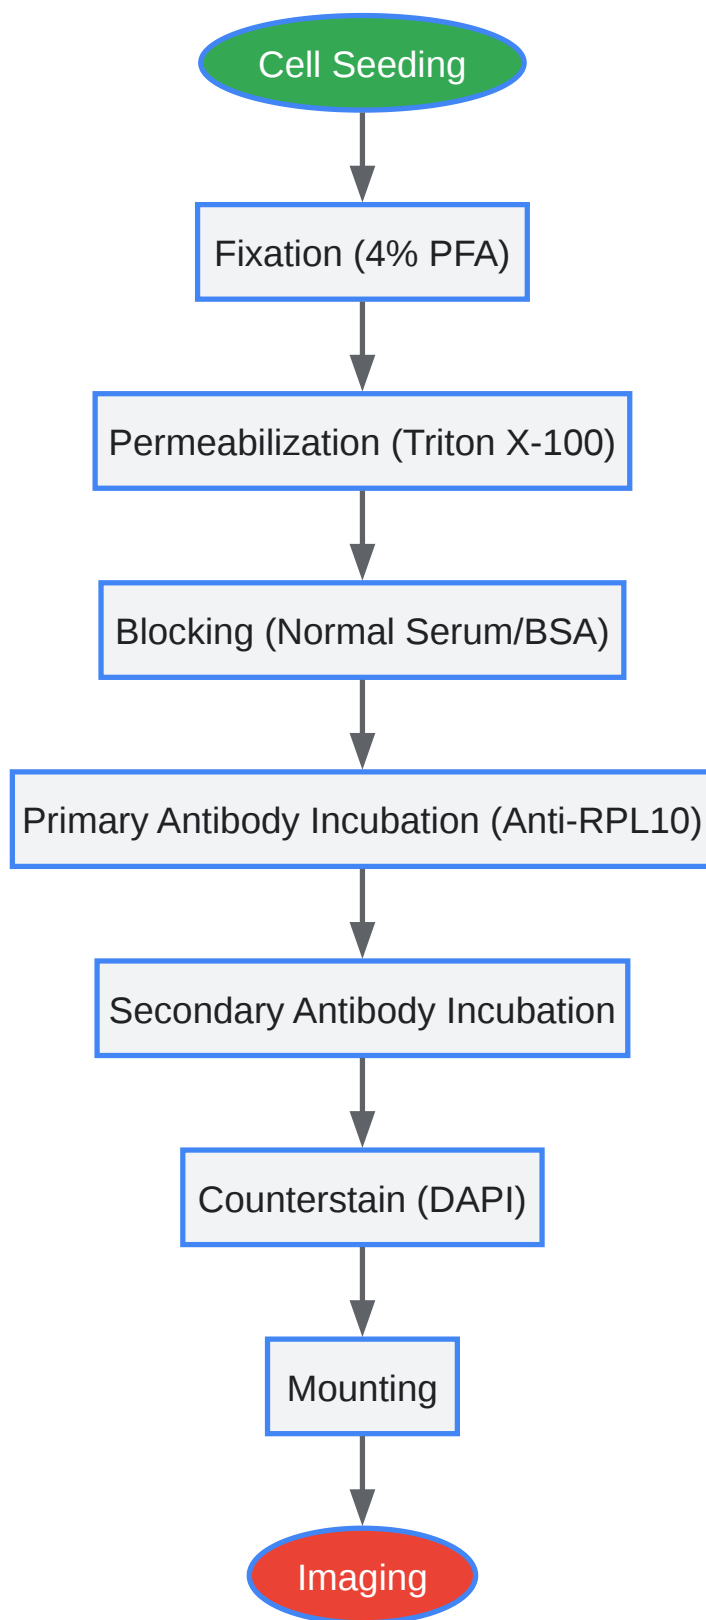 Cell Seeding
Fixation (4% PFA)
Permeabilization (Triton X-100)
Blocking (Normal Serum/BSA)
Primary Antibody Incubation (Anti-RPL10)
Secondary Antibody Incubation
Counterstain (DAPI)
Mounting
Imaging